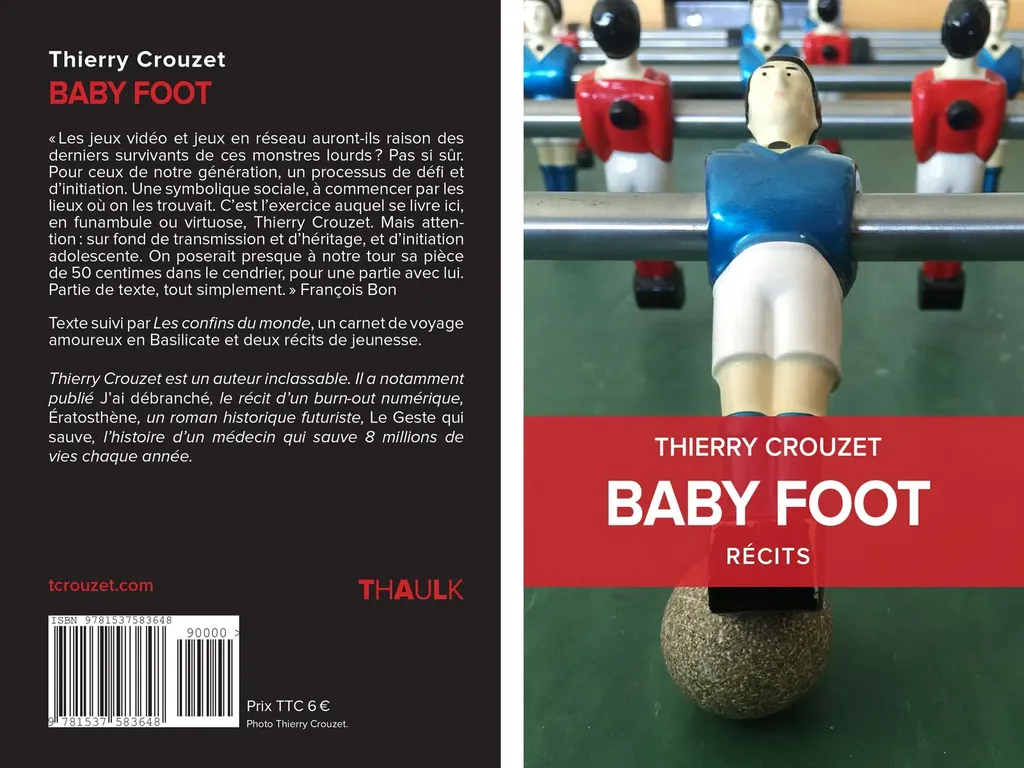 Thierry Crouzet
BABY FOOT
« Les jeux vidéo et jeux en réseau auront-ils raison des
derniers survivants de ces monstres lourds ? Pas si sûr.
Pour ceux de notre génération, un processus de défi et
d’initiation. Une symbolique sociale, à commencer par les
lieux où on les trouvait. C’est l’exercice auquel se livre ici,
en funambule ou virtuose, Thierry Crouzet. Mais atten-
tion : sur fond de transmission et d’héritage, et d’initiation
adolescente. On poserait presque à notre tour sa pièce
de 50 centimes dans le cendrier, pour une partie avec lui.
Partie de texte, tout simplement. » François Bon
Texte suivi par Les confins du monde, un carnet de voyage
amoureux en Basilicate et deux récits de jeunesse.
Thierry Crouzet est un auteur inclassable. Il a notamment
publié J’ai débranché, le récit d’un burn-out numérique,
Ératosthène, un roman historique futuriste, Le Geste qui
sauve, l’histoire d’un médecin qui sauve 8 millions de
vies chaque année.
tcrouzet.com
THAULK
ISBN 9781537583648
90000 >
9 781537 583648
Prix TTC 6 €
Photo Thierry Crouzet.
THIERRY CROUZET
BABY FOOT
RÉCITS